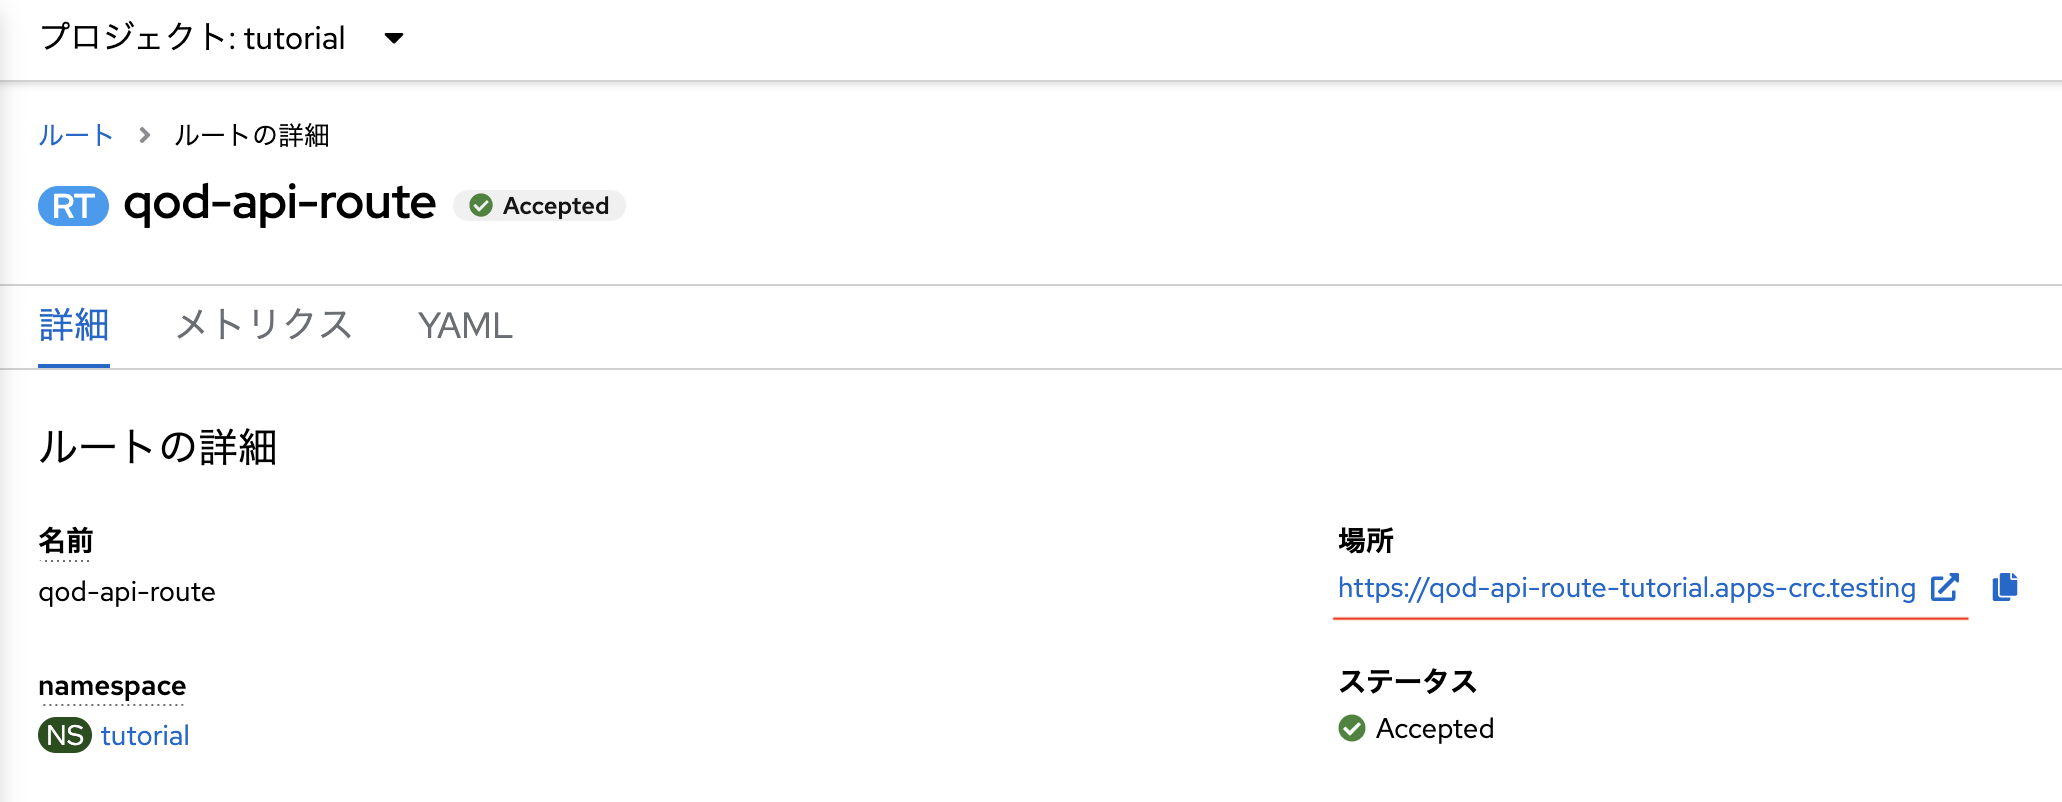 プロジェクト: tutorial
ルート > ルートの詳細
RT qod-api-route Accepted
詳細 メトリクス YAML
ルートの詳細
名前
qod-api-route
namespace
NS tutorial
場所
https://qod-api-route-tutorial.apps-crc.testing
ステータス
Accepted